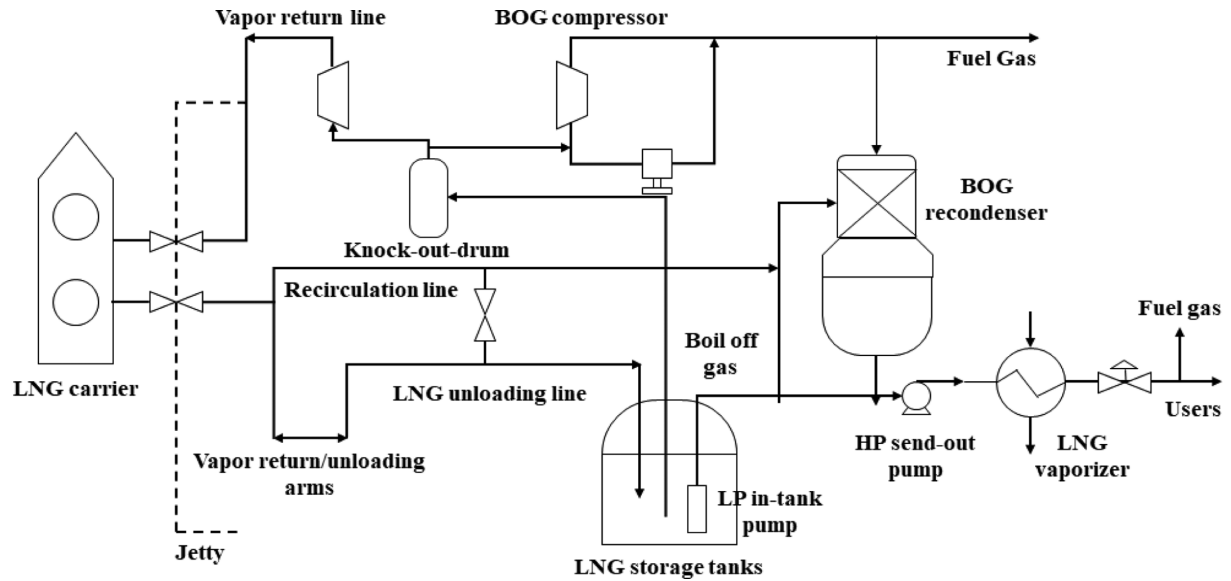 Vapor return line
BOG compressor
Fuel Gas
BOG
recondenser
Knock-out-drum
Recirculation line
Fuel gas
Boil off
gas
LNG carrier
LNG unloading line
Users
HP send-out
pump
LNG
vaporizer
Vapor return/unloading
arms
LP in-tank
pump
Jetty
LNG storage tanks